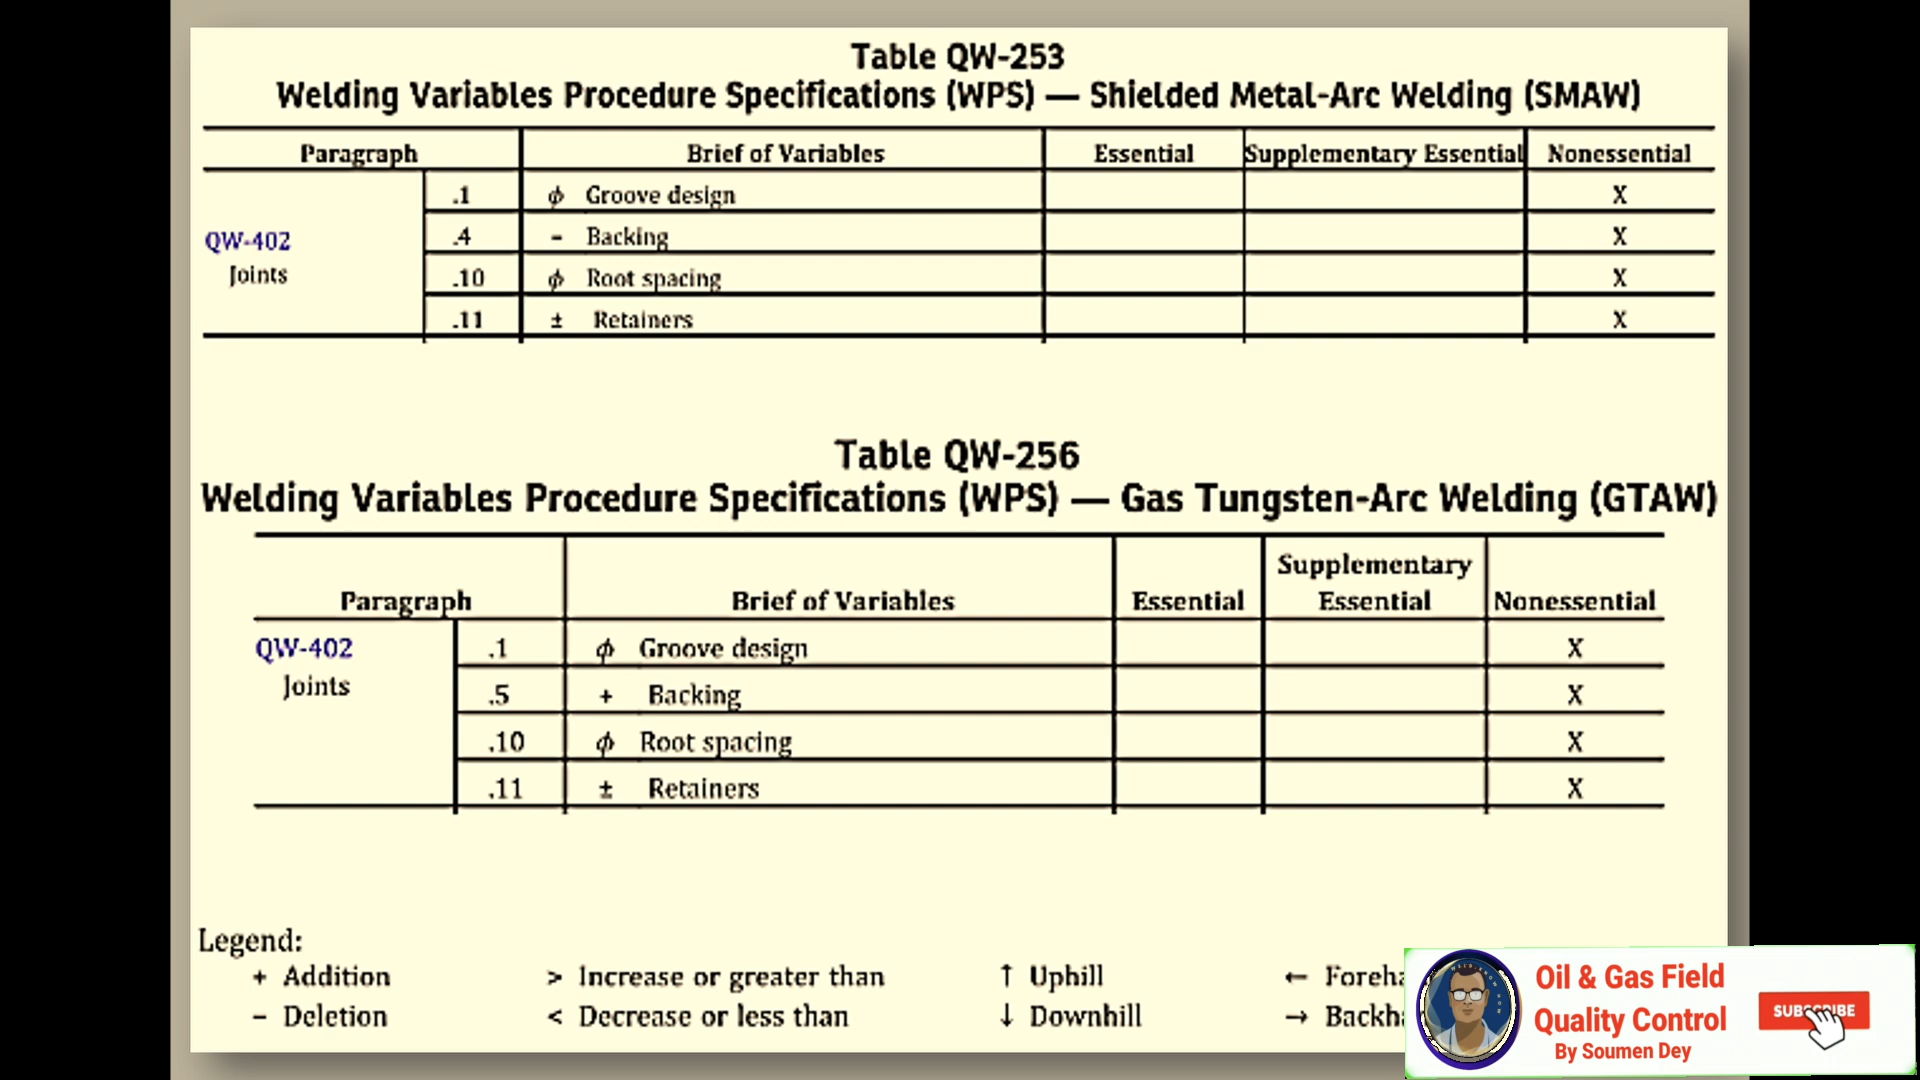 Table QW-253
Welding Variables Procedure Specifications (WPS) — Shielded Metal-Arc Welding (SMAW)
Paragraph Brief of Variables Essential Supplementary Essential Nonessential
QW-402
Joints
.1 ϕ Groove design X
.4 – Backing X
.10 ϕ Root spacing X
.11 ± Retainers X
Table QW-256
Welding Variables Procedure Specifications (WPS) — Gas Tungsten-Arc Welding (GTAW)
Paragraph Brief of Variables Essential Supplementary Essential Nonessential
QW-402
Joints
.1 ϕ Groove design X
.5 + Backing X
.10 ϕ Root spacing X
.11 ± Retainers X
Legend:
+ Addition > Increase or greater than ↑ Uphill ← Foreha
– Deletion < Decrease or less than ↓ Downhill → Backha
Oil & Gas Field
Quality Control
By Soumen Dey
SUBSCRIBE